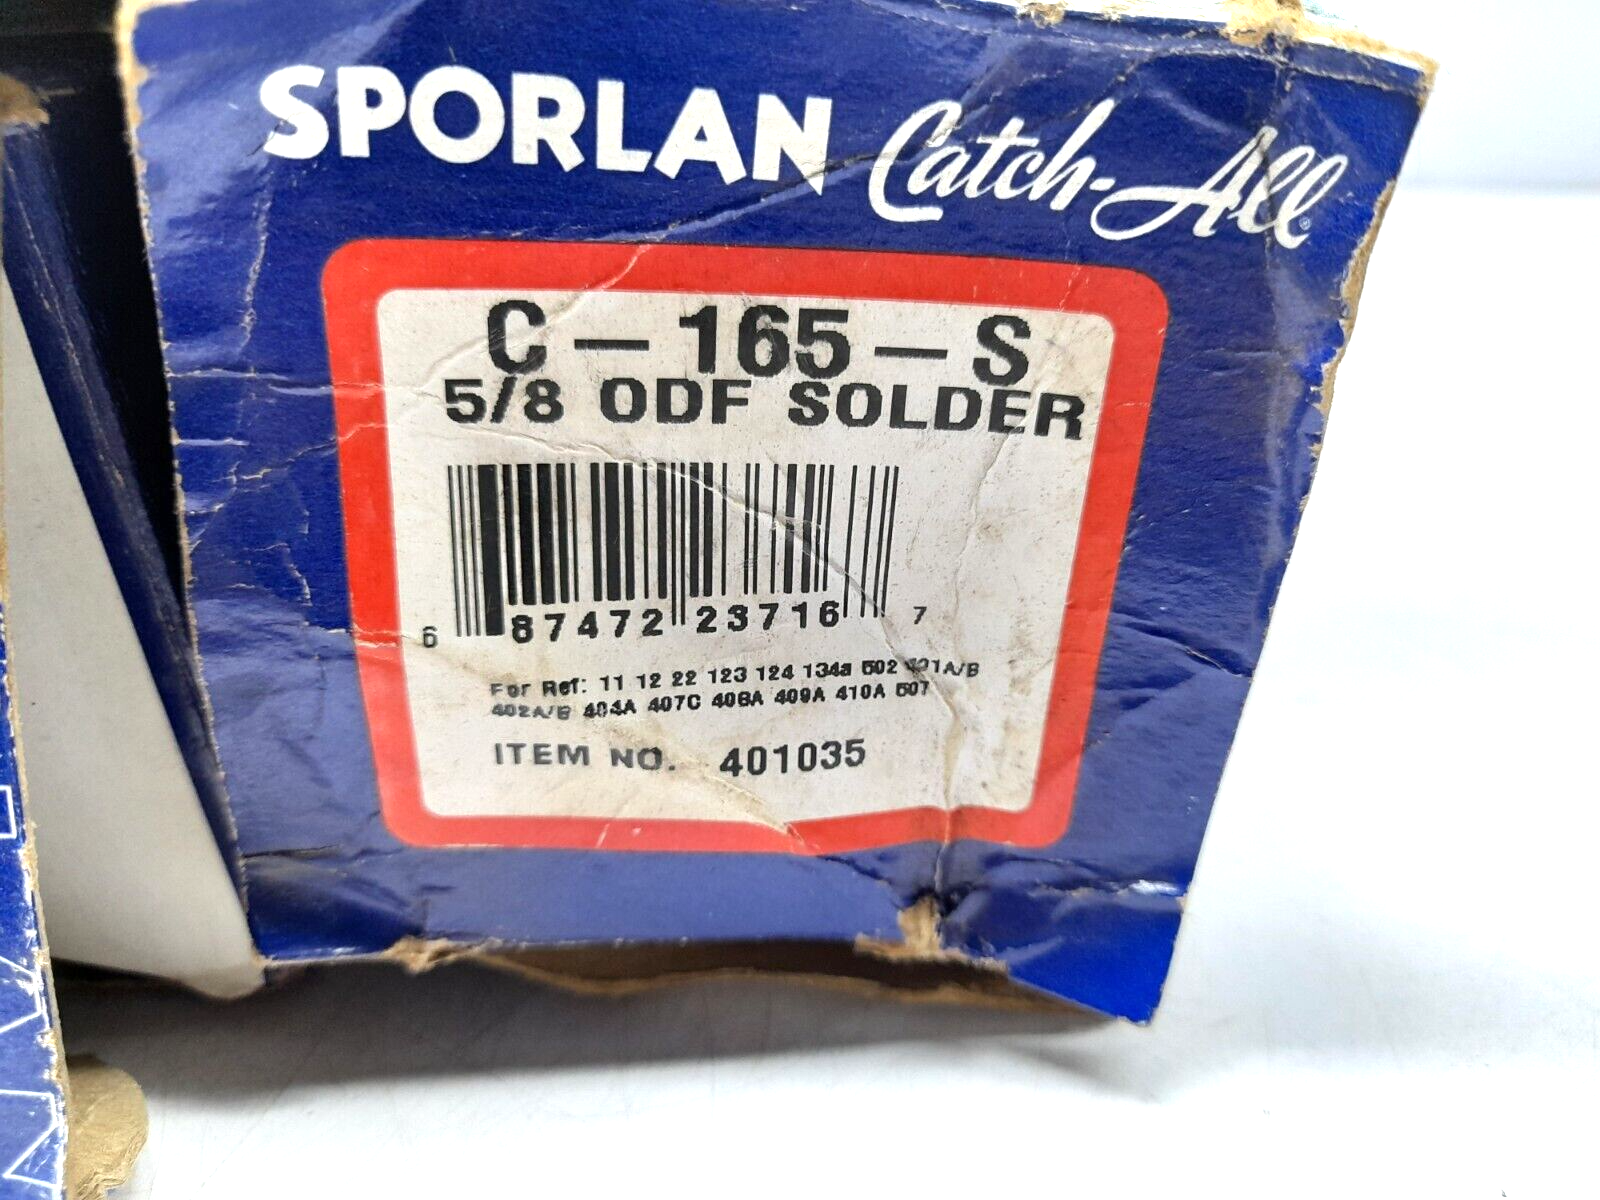 SPORLAN Catch-All
C-165-S
5/8 ODF SOLDER
6 87472 23716 7
For Ref: 11 12 22 123 124 134a 502 401A/B
402A/B 404A 407C 408A 409A 410A 507
ITEM NO. 401035